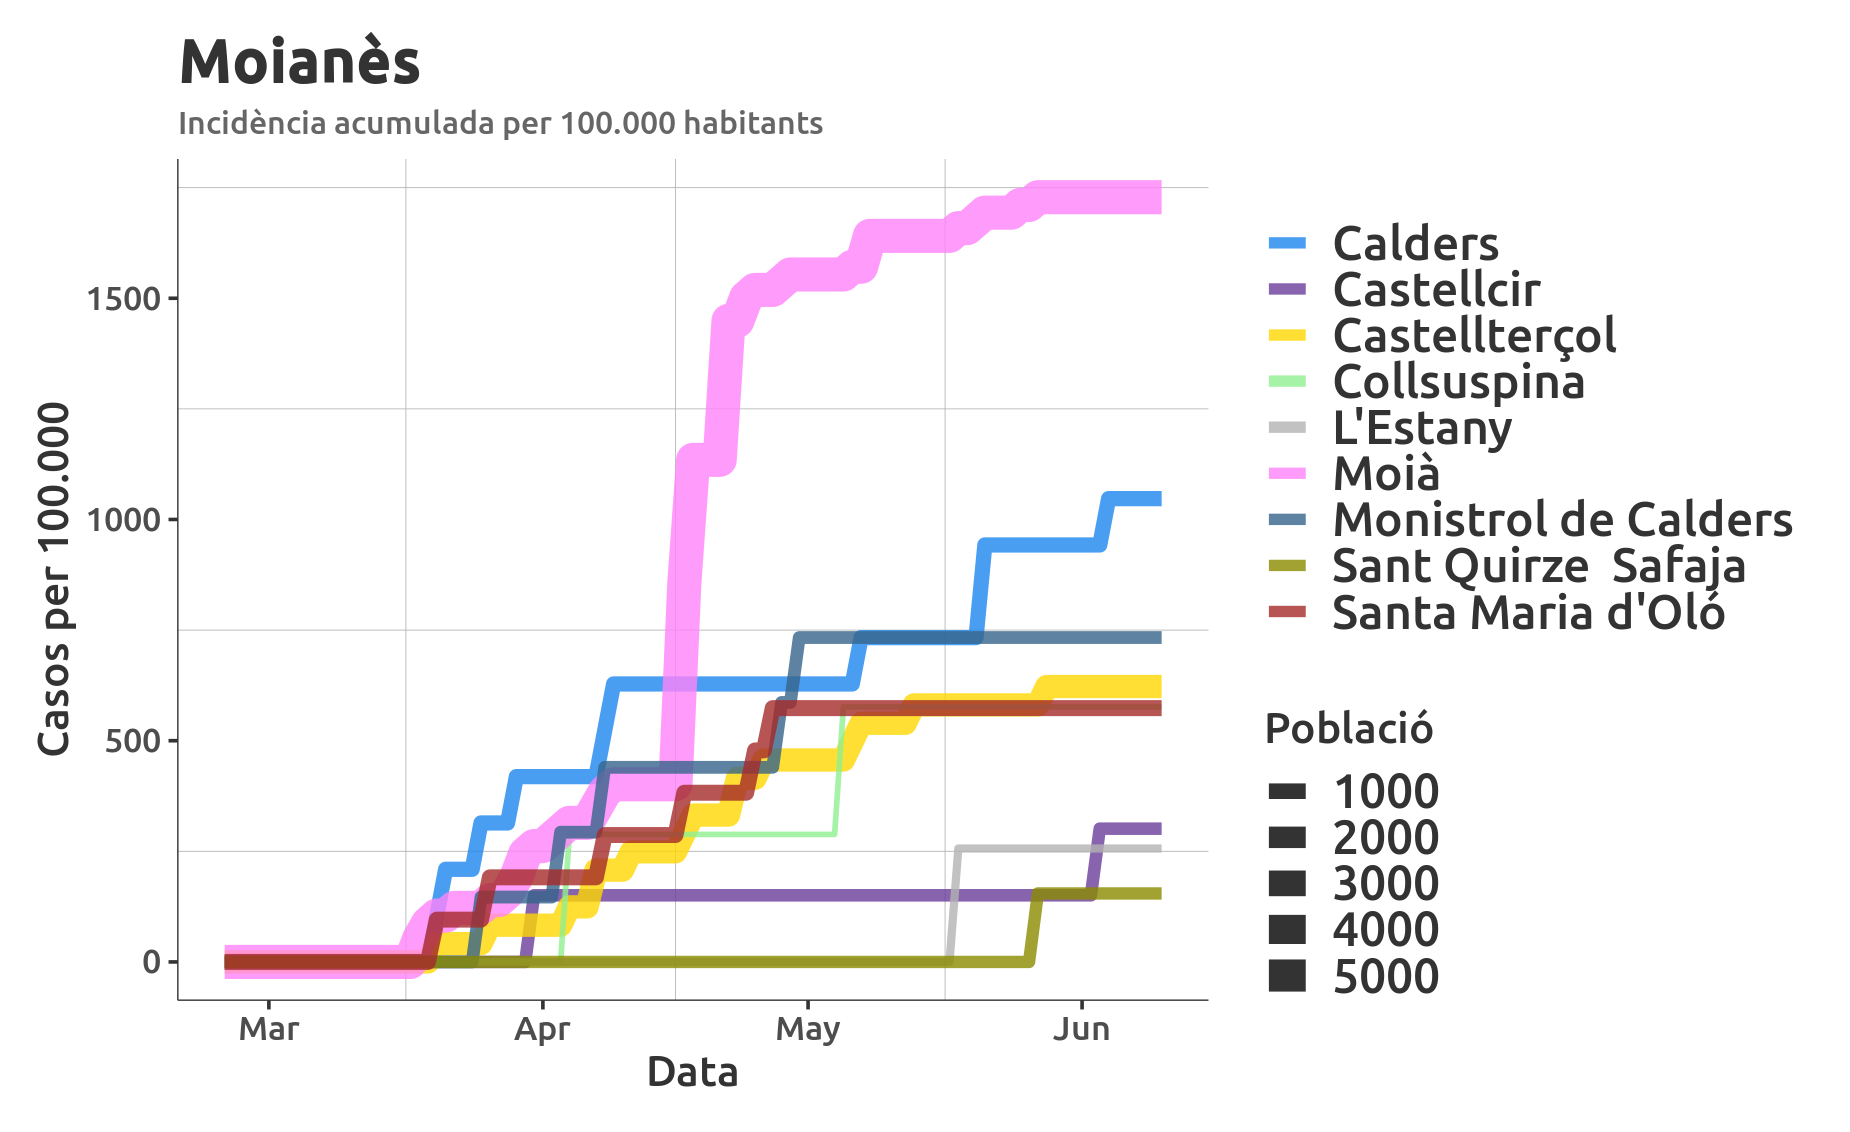 Moianès
Incidència acumulada per 100.000 habitants
Casos per 100.000
1500
1000
500
0
Mar Apr May Jun
Data
Calders
Castellcir
Castellterçol
Collsuspina
L'Estany
Moià
Monistrol de Calders
Sant Quirze  Safaja
Santa Maria d'Oló
Població
1000
2000
3000
4000
5000